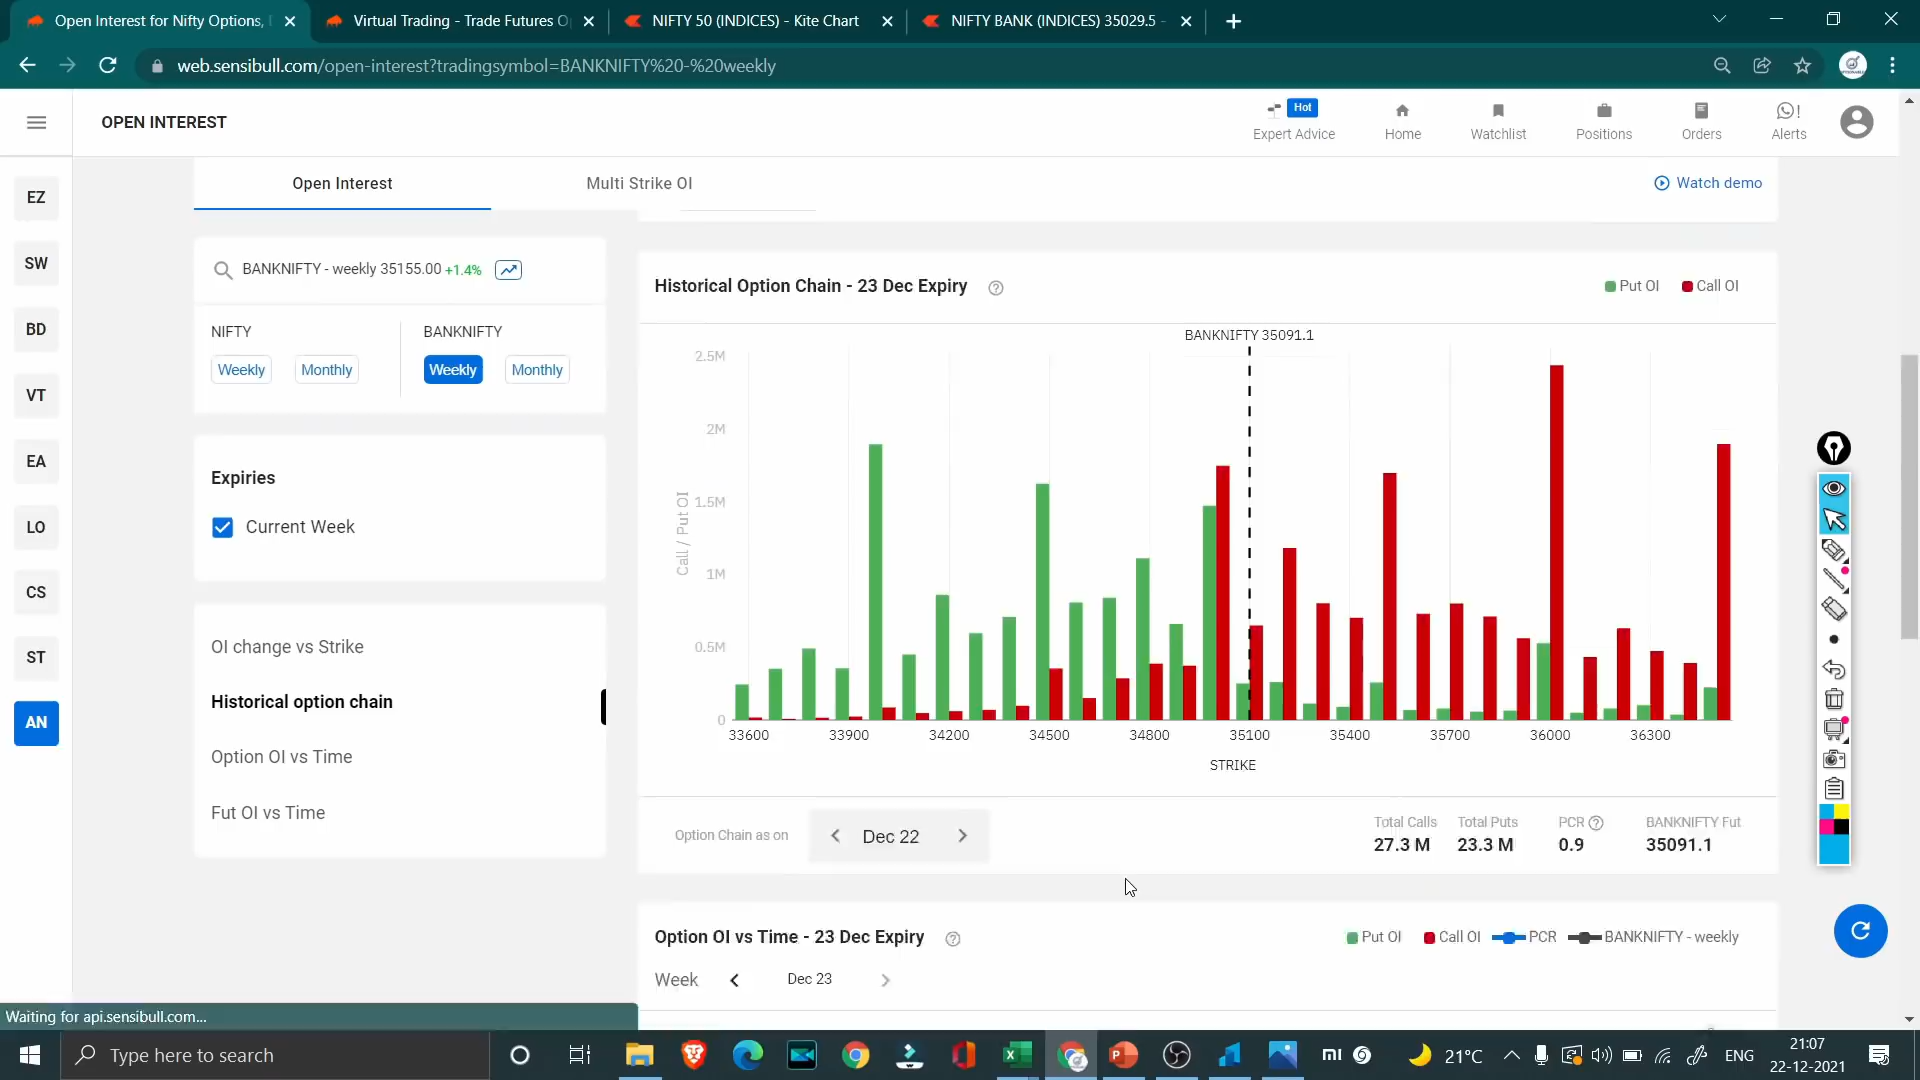 Open Interest for Nifty Options,
Virtual Trading - Trade Futures O
NIFTY 50 (INDICES) - Kite Chart
NIFTY BANK (INDICES) 35029.5 -
web.sensibull.com/open-interest?tradingsymbol=BANKNIFTY%20-%20weekly
OPEN INTEREST
Hot
Expert Advice
Home
Watchlist
Positions
Orders
Alerts
EZ
SW
BD
VT
EA
LO
CS
ST
AN
Open Interest
Multi Strike OI
Watch demo
BANKNIFTY - weekly 35155.00 +1.4%
NIFTY
BANKNIFTY
Weekly
Monthly
Weekly
Monthly
Expiries
Current Week
OI change vs Strike
Historical option chain
Option OI vs Time
Fut OI vs Time
Historical Option Chain - 23 Dec Expiry
Put OI
Call OI
BANKNIFTY 35091.1
2.5M
2M
1.5M
1M
0.5M
0
Call / Put OI
33600
33900
34200
34500
34800
35100
35400
35700
36000
36300
STRIKE
Option Chain as on
Dec 22
Total Calls
27.3 M
Total Puts
23.3 M
PCR
0.9
BANKNIFTY Fut
35091.1
Option OI vs Time - 23 Dec Expiry
Put OI
Call OI
PCR
BANKNIFTY - weekly
Week
Dec 23
Waiting for api.sensibull.com...
Type here to search
21°C
ENG
21:07
22-12-2021